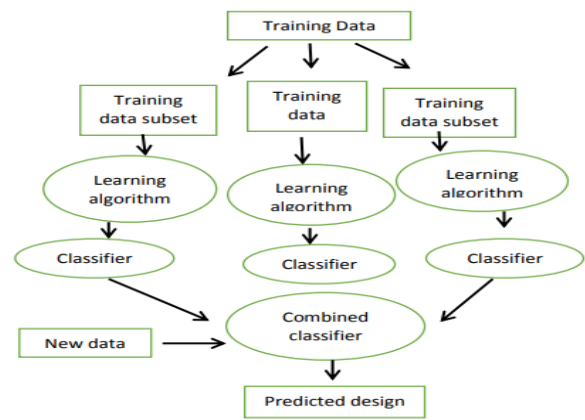 Training Data
Training
data subset
Training
data
Training
data subset
Learning
algorithm
Learning
algorithm
Learning
algorithm
Classifier
Classifier
Classifier
Combined
classifier
New data
Predicted design